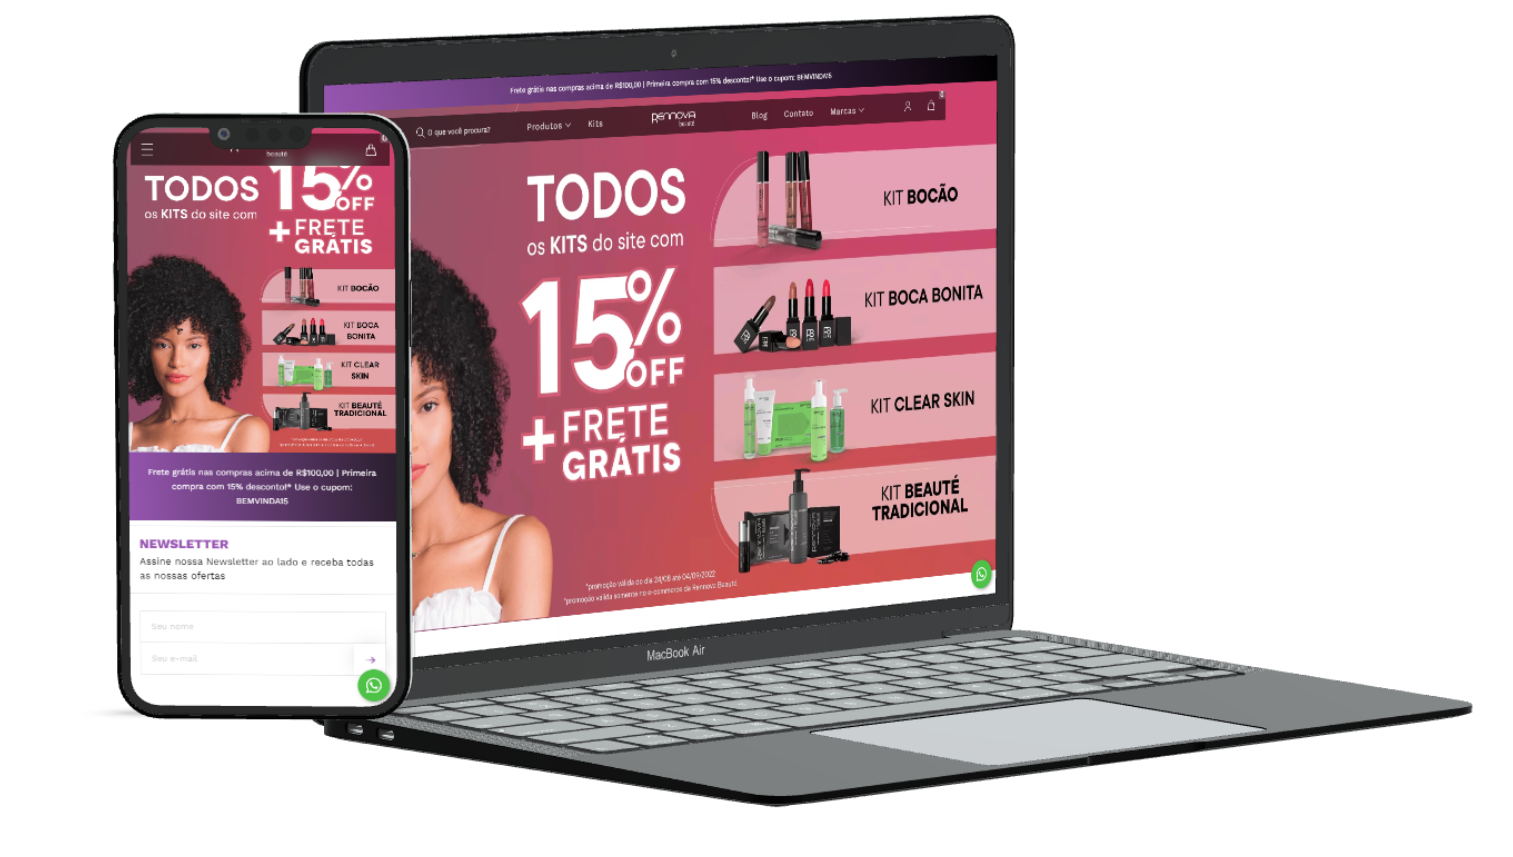 beauté
TODOS
os KITS do site com
15%
OFF
+ FRETE
GRÁTIS
KIT BOCÃO
KIT BOCA
BONITA
KIT CLEAR
SKIN
KIT BEAUTÉ
TRADICIONAL
Frete grátis nas compras acima de R$100,00 | Primeira
compra com 15% desconto!* Use o cupom:
BEMVINDA15
NEWSLETTER
Assine nossa Newsletter ao lado e receba todas
as nossas ofertas
Seu nome
Seu e-mail
Frete grátis nas compras acima de R$100,00 | Primeira compra com 15% desconto!* Use o cupom: BEMVINDA15
O que você procura?
Produtos
Kits
Rennova
beauté
Blog
Contato
Marcas
0
TODOS
os KITS do site com
15%
OFF
+ FRETE
GRÁTIS
KIT BOCÃO
KIT BOCA BONITA
KIT CLEAR SKIN
KIT BEAUTÉ
TRADICIONAL
*promoção válida do dia 24/08 até 04/09/2022
*promoção válida somente no e-commerce da Rennova Beauté
MacBook Air